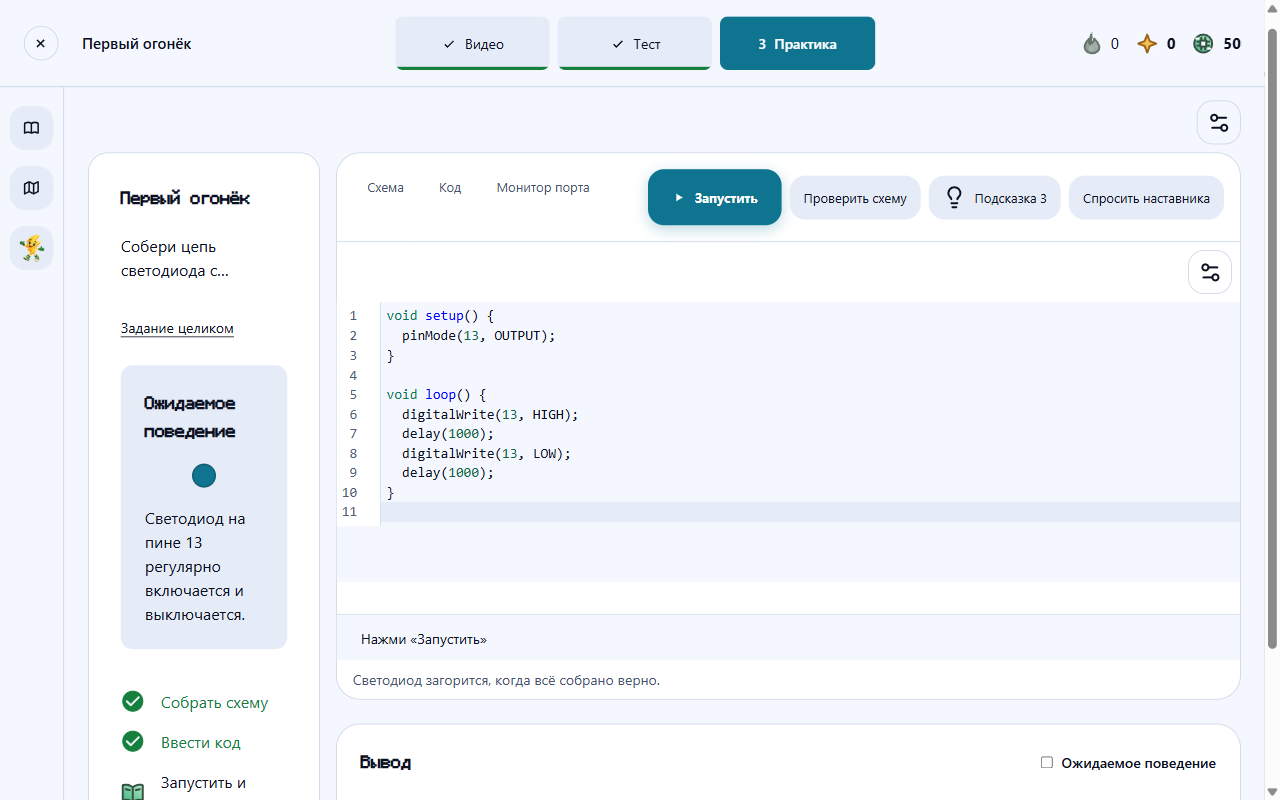 Первый огонёк
Видео
Тест
3 Практика
0
0
50
Первый огонёк
Собери цепь
светодиода с...
Задание целиком
Ожидаемое
поведение
Светодиод на
пине 13
регулярно
включается и
выключается.
Собрать схему
Ввести код
Запустить и
Схема
Код
Монитор порта
Запустить
Проверить схему
Подсказка 3
Спросить наставника
1 void setup() {
2 pinMode(13, OUTPUT);
3 }
4
5 void loop() {
6 digitalWrite(13, HIGH);
7 delay(1000);
8 digitalWrite(13, LOW);
9 delay(1000);
10 }
11
Нажми «Запустить»
Светодиод загорится, когда всё собрано верно.
Вывод
Ожидаемое поведение